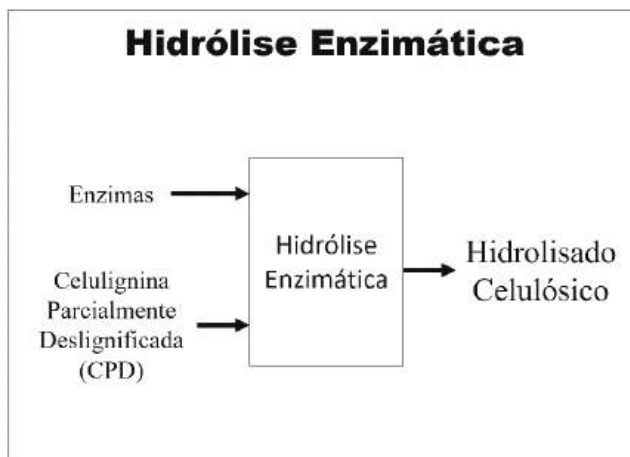 Hidrólise Enzimática
Enzimas
Celulignina
Parcialmente
Deslignificada
(CPD)
Hidrólise
Enzimática
Hidrolisado
Celulósico